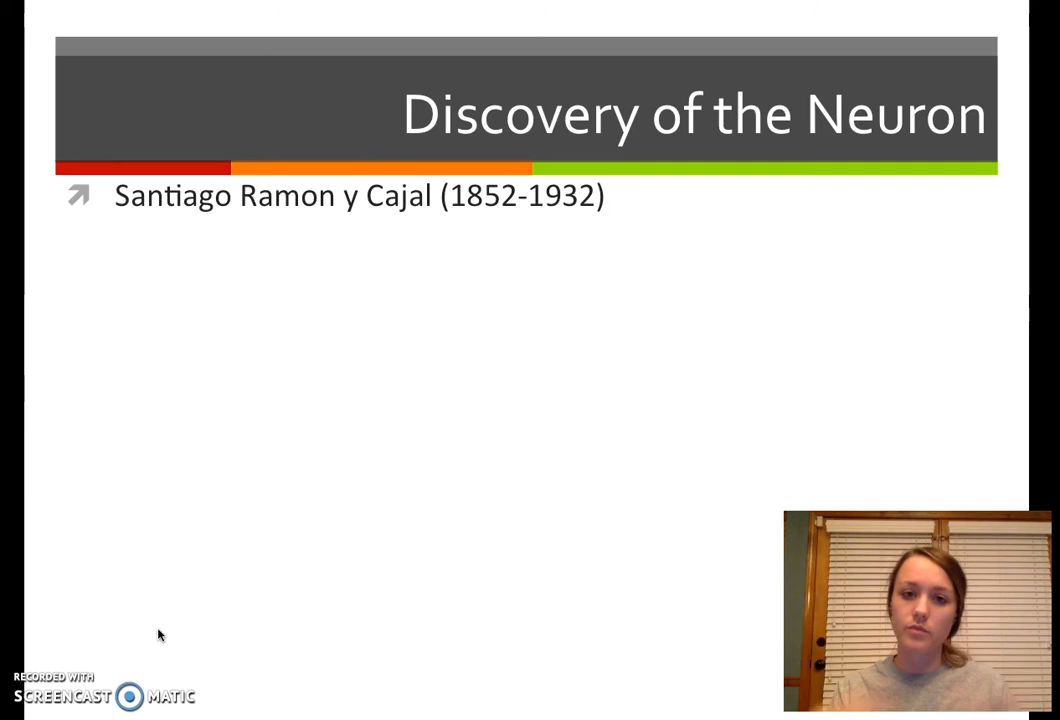 Discovery of the Neuron
Santiago Ramon y Cajal (1852-1932)
RECORDED WITH
SCREENCAST MATIC